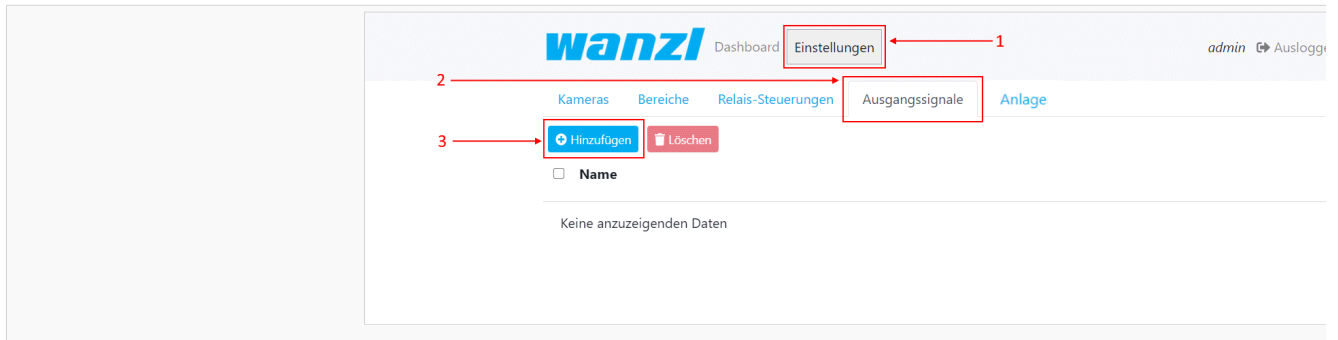 wanzl Dashboard Einstellungen 1 admin Auslogge
2
Kameras Bereiche Relais-Steuerungen Ausgangssignale Anlage
3 Hinzufügen Löschen
Name
Keine anzuzeigenden Daten